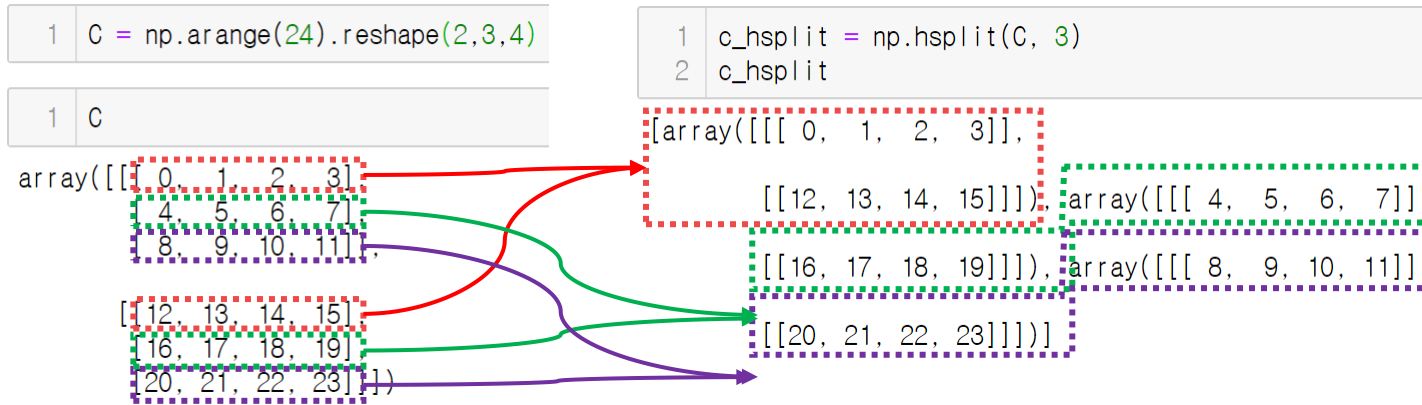 1 C = np.arange(24).reshape(2,3,4)
1 C
array([[[ 0, 1, 2, 3],
[ 4, 5, 6, 7],
[ 8, 9, 10, 11]],
[[12, 13, 14, 15],
[16, 17, 18, 19],
[20, 21, 22, 23]]])
1 c_hsplit = np.hsplit(C, 3)
2 c_hsplit
[array([[[ 0, 1, 2, 3]],
[[12, 13, 14, 15]]]), array([[[ 4, 5, 6, 7]]
[[16, 17, 18, 19]]]), array([[[ 8, 9, 10, 11]]
[[20, 21, 22, 23]]])]